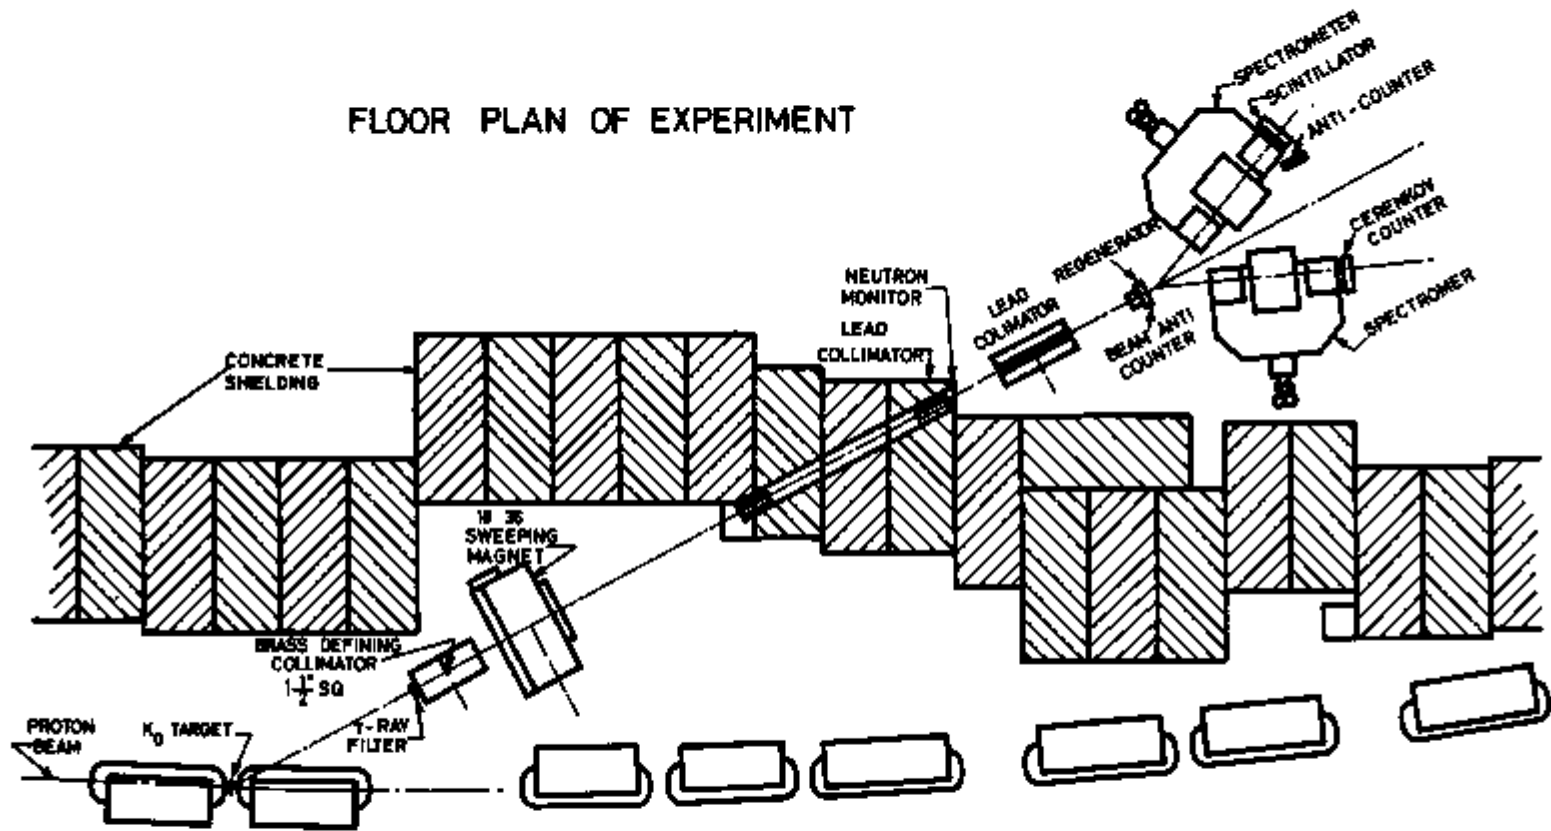 FLOOR PLAN OF EXPERIMENT
SPECTROMETER
SCINTILLATOR
ANTI - COUNTER
CERENKOV
COUNTER
SPECTROMER
REGENERATOR
BEAM ANTI
COUNTER
LEAD
COLIMATOR
NEUTRON
MONITOR
LEAD
COLLIMATOR
CONCRETE
SHIELDING
18 36
SWEEPING
MAGNET
BRASS DEFINING
COLLIMATOR
1-1/2" SQ
γ-RAY
FILTER
K0 TARGET
PROTON
BEAM